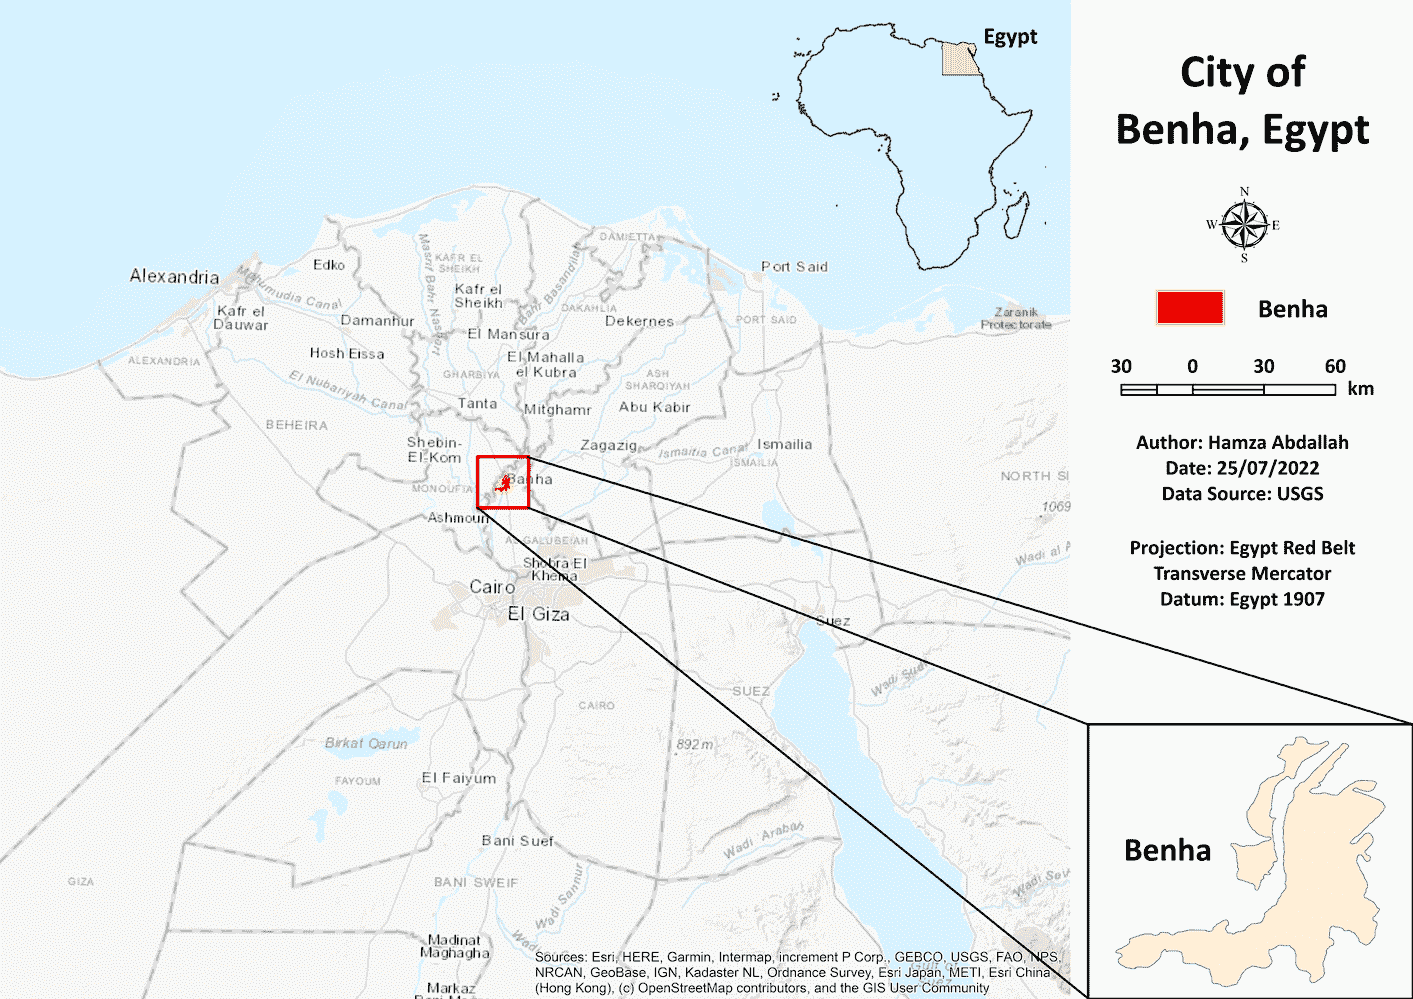 Egypt
City of
Benha, Egypt
N
W
E
S
Benha
30 0 30 60
km
Author: Hamza Abdallah
Date: 25/07/2022
Data Source: USGS
Projection: Egypt Red Belt
Transverse Mercator
Datum: Egypt 1907
Alexandria
Edko
Mahumudia Canal
Kafr el
Dauwar
Damanhur
Masrif Bahr Nashart
KAFR EL
SHEIKH
Kafr el
Sheikh
Bahr Basandila
DAMIETTA
DAKAHLIA
Port Said
PORT SAID
Dekernes
El Mansura
Zaranik
Protectorate
ALEXANDRIA
Hosh Eissa
El Nubariyah Canal
El Mahalla
el Kubra
GHARBIYA
ASH
SHARQIYAH
Tanta
Mitghamr
Abu Kabir
BEHEIRA
Shebin-
El-Kom
Zagazig
Ismailia Canal
Ismailia
ISMAILIA
MONOUFIA
Banha
NORTH SI
1069
Ashmoun
AL QALUBEIAH
Shobra El
Khema
Wadi al A
Cairo
El Giza
Suez
Wadi Sudr
SUEZ
CAIRO
892 m
Birkat Qarun
FAYOUM
El Faiyum
Bani Suef
Wadi Arabas
GIZA
BANI SWEIF
Wadi Sannur
Madinat
Maghagha
Markaz
Gulf of
Suez
Benha
Sources: Esri, HERE, Garmin, Intermap, increment P Corp., GEBCO, USGS, FAO, NPS,
NRCAN, GeoBase, IGN, Kadaster NL, Ordnance Survey, Esri Japan, METI, Esri China
(Hong Kong), (c) OpenStreetMap contributors, and the GIS User Community